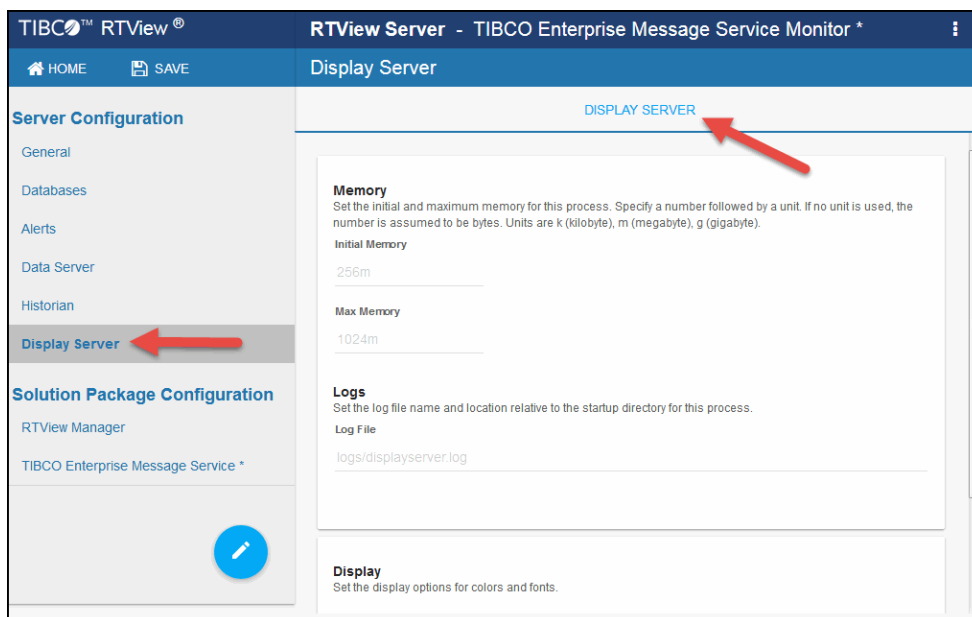 TIBCO™ RTView ®
RTView Server - TIBCO Enterprise Message Service Monitor *
HOME
SAVE
Display Server
DISPLAY SERVER
Server Configuration
General
Databases
Alerts
Data Server
Historian
Display Server
Solution Package Configuration
RTView Manager
TIBCO Enterprise Message Service *
Memory
Set the initial and maximum memory for this process. Specify a number followed by a unit. If no unit is used, the
number is assumed to be bytes. Units are k (kilobyte), m (megabyte), g (gigabyte).
Initial Memory
256m
Max Memory
1024m
Logs
Set the log file name and location relative to the startup directory for this process.
Log File
logs/displayserver.log
Display
Set the display options for colors and fonts.